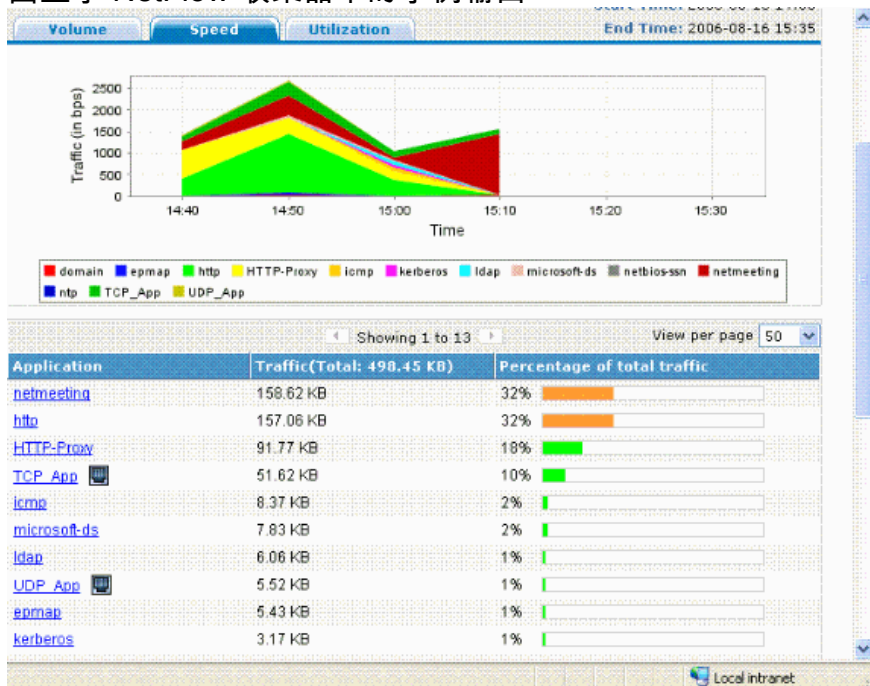 Volume Speed Utilization
End Time: 2006-08-16 15:35
Traffic (in bps)
2500
2000
1500
1000
500
0
14:40 14:50 15:00 15:10 15:20 15:30
Time
domain epmap http HTTP-Proxy icmp kerberos ldap microsoft-ds netbios-ssn netmeeting
ntp TCP_App UDP_App
Showing 1 to 13 View per page 50
Application Traffic(Total: 498.45 KB) Percentage of total traffic
netmeeting 158.62 KB 32%
http 157.06 KB 32%
HTTP-Proxy 91.77 KB 18%
TCP_App 51.62 KB 10%
icmp 8.37 KB 2%
microsoft-ds 7.83 KB 2%
ldap 6.06 KB 1%
UDP_App 5.52 KB 1%
epmap 5.43 KB 1%
kerberos 3.17 KB 1%
Local intranet